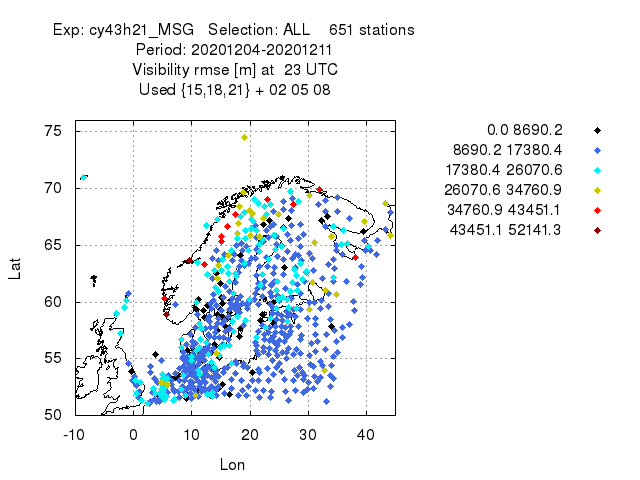 Exp: cy43h21_MSG   Selection: ALL    651 stations
Period: 20201204-20201211
Visibility rmse [m] at  23 UTC
Used {15,18,21} + 02 05 08
0.0 8690.2
8690.2 17380.4
17380.4 26070.6
26070.6 34760.9
34760.9 43451.1
43451.1 52141.3
75
70
65
60
55
50
Lat
-10 0 10 20 30 40
Lon